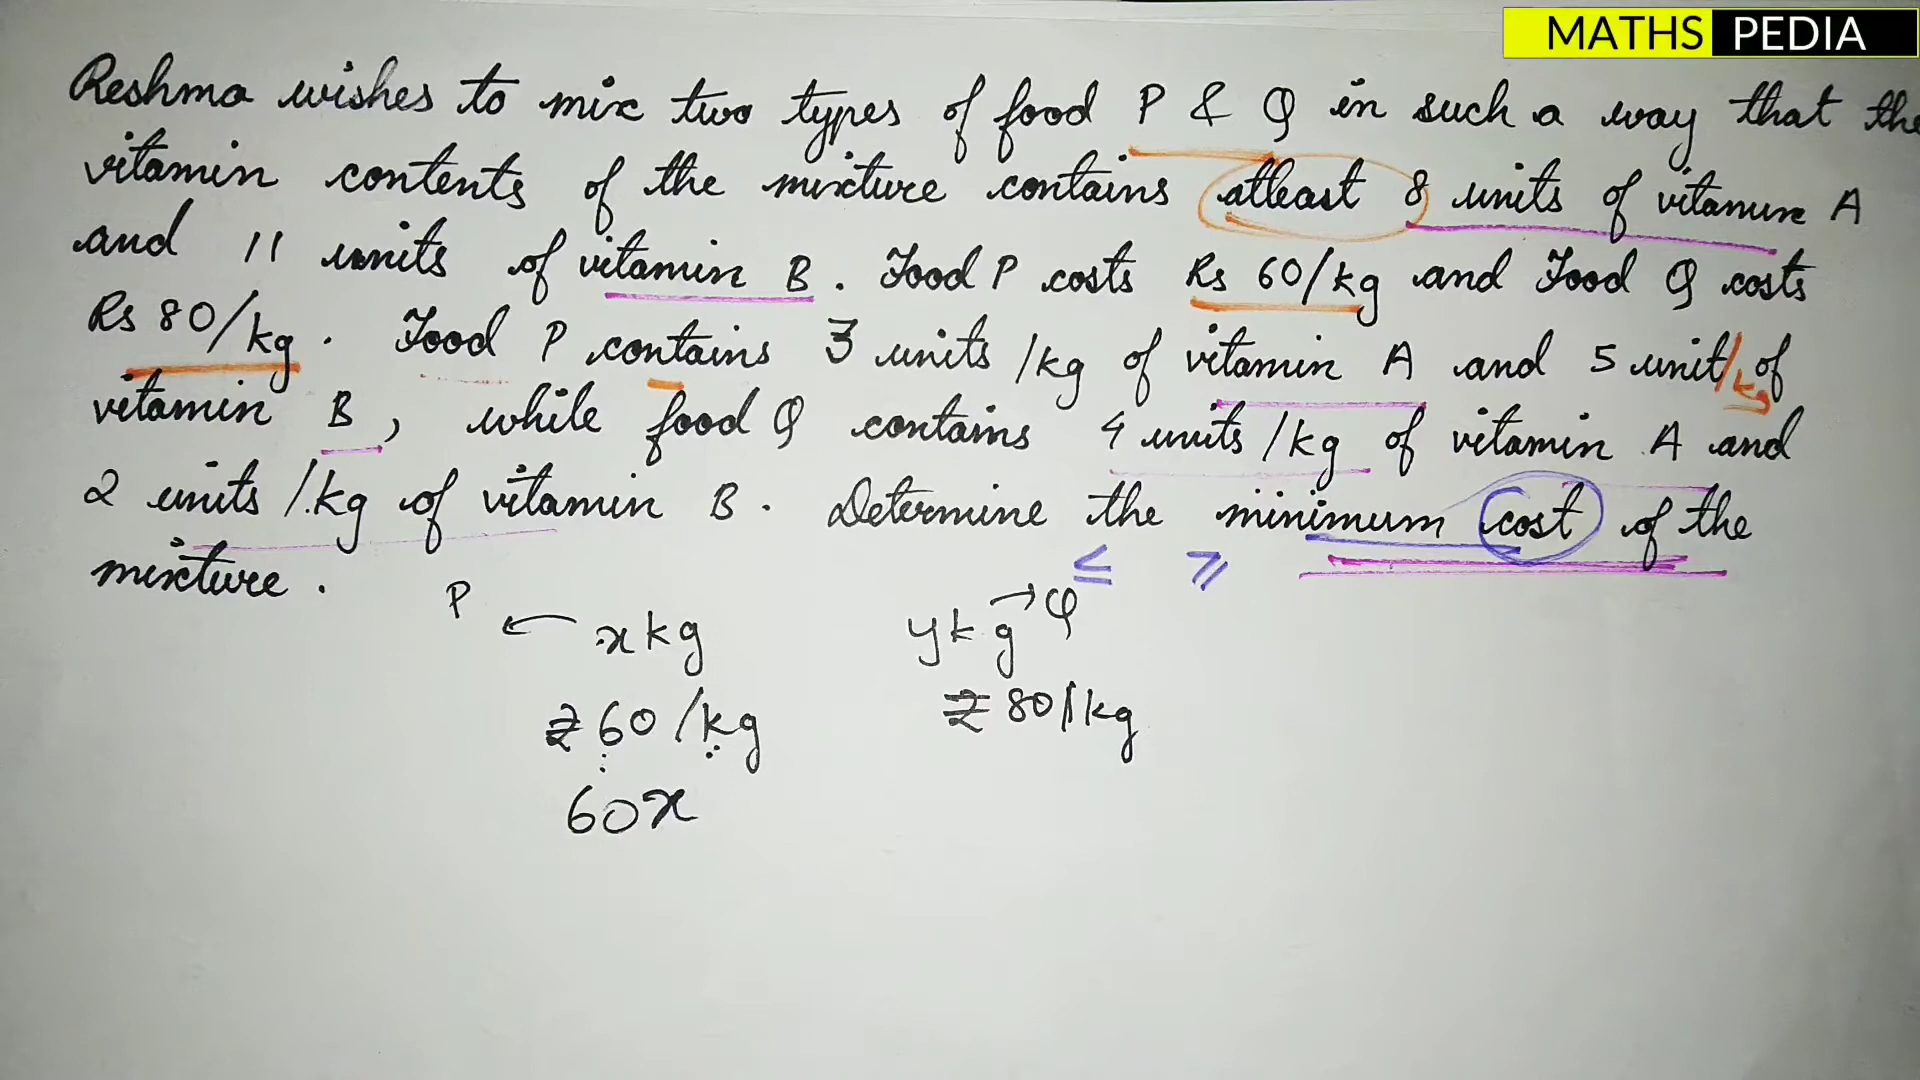 MATHS PEDIA
Reshma wishes to mix two types of food P & Q in such a way that the
vitamin contents of the mixture contains atleast 8 units of vitamin A
and 11 units of vitamin B. Food P costs Rs 60/kg and Food Q costs
Rs 80/kg. Food P contains 3 units /kg of vitamin A and 5 unit/kg of
vitamin B, while food Q contains 4 units /kg of vitamin A and
2 units /kg of vitamin B. Determine the minimum cost of the
mixture.
≤ ≥
P ← x kg y kg → Q
₹ 60 /kg ₹ 80/kg
60x